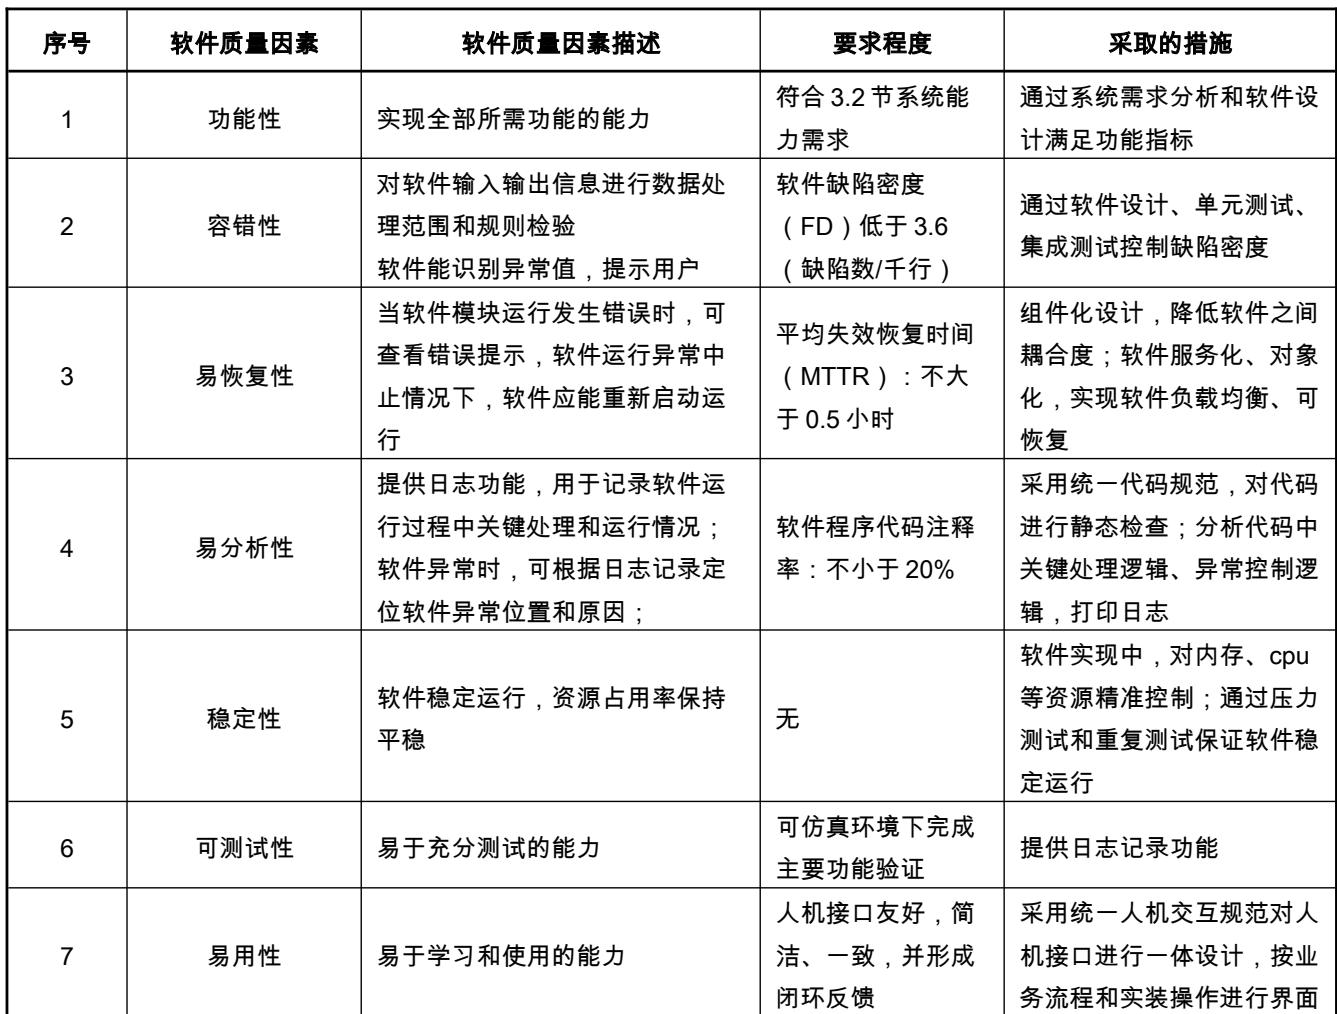 序号 软件质量因素 软件质量因素描述 要求程度 采取的措施
1 功能性 实现全部所需功能的能力
符合 3.2 节系统能
力需求
通过系统需求分析和软件设
计满足功能指标
2 容错性
对软件输入输出信息进行数据处
理范围和规则检验
软件能识别异常值，提示用户
软件缺陷密度
（FD）低于 3.6
（缺陷数/千行）
通过软件设计、单元测试、
集成测试控制缺陷密度
3 易恢复性
当软件模块运行发生错误时，可
查看错误提示，软件运行异常中
止情况下，软件应能重新启动运
行
平均失效恢复时间
（MTTR）：不大
于 0.5 小时
组件化设计，降低软件之间
耦合度；软件服务化、对象
化，实现软件负载均衡、可
恢复
4 易分析性
提供日志功能，用于记录软件运
行过程中关键处理和运行情况；
软件异常时，可根据日志记录定
位软件异常位置和原因；
软件程序代码注释
率：不小于 20%
采用统一代码规范，对代码
进行静态检查；分析代码中
关键处理逻辑、异常控制逻
辑，打印日志
5 稳定性
软件稳定运行，资源占用率保持
平稳
无
软件实现中，对内存、cpu
等资源精准控制；通过压力
测试和重复测试保证软件稳
定运行
6 可测试性 易于充分测试的能力
可仿真环境下完成
主要功能验证
提供日志记录功能
7 易用性 易于学习和使用的能力
人机接口友好，简
洁、一致，并形成
闭环反馈
采用统一人机交互规范对人
机接口进行一体设计，按业
务流程和实装操作进行界面